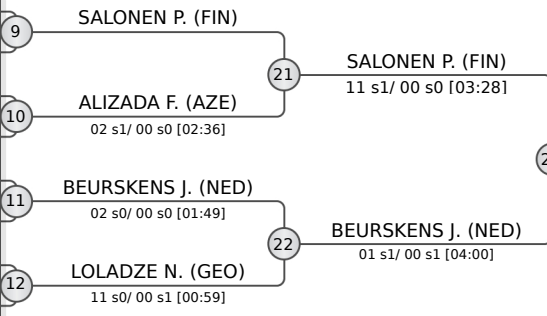 SALONEN P. (FIN)
9
21
SALONEN P. (FIN)
11 s1/ 00 s0 [03:28]
ALIZADA F. (AZE)
10
02 s1/ 00 s0 [02:36]
BEURSKENS J. (NED)
11
02 s0/ 00 s0 [01:49]
22
BEURSKENS J. (NED)
01 s1/ 00 s1 [04:00]
LOLADZE N. (GEO)
12
11 s0/ 00 s1 [00:59]